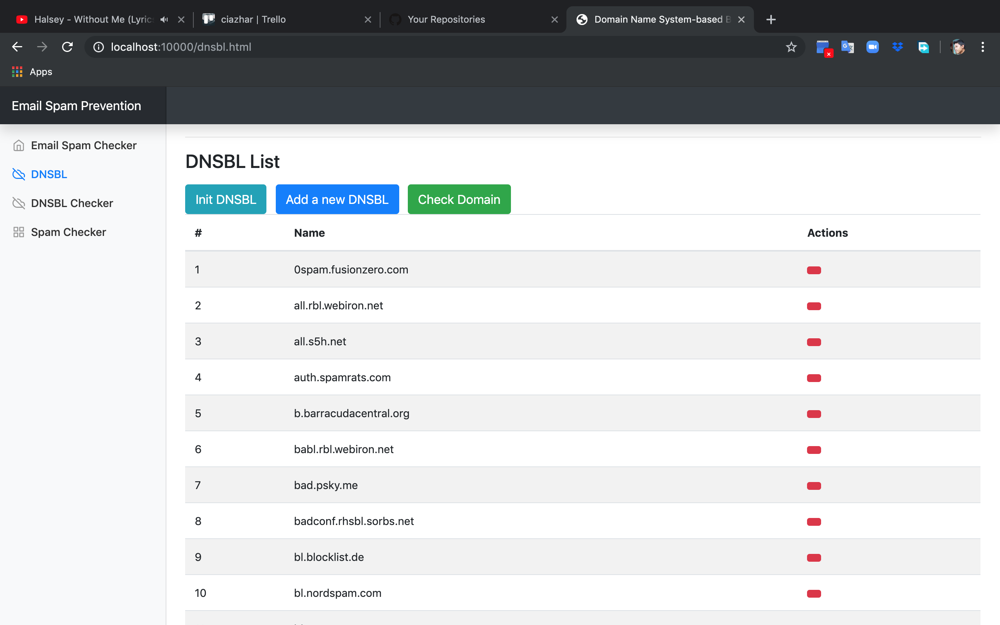 Halsey - Without Me (Lyrics
ciazhar | Trello
Your Repositories
Domain Name System-based B
localhost:10000/dnsbl.html
Apps
Email Spam Prevention
Email Spam Checker
DNSBL
DNSBL Checker
Spam Checker
DNSBL List
Init DNSBL
Add a new DNSBL
Check Domain
# Name Actions
1 0spam.fusionzero.com
2 all.rbl.webiron.net
3 all.s5h.net
4 auth.spamrats.com
5 b.barracudacentral.org
6 babl.rbl.webiron.net
7 bad.psky.me
8 badconf.rhsbl.sorbs.net
9 bl.blocklist.de
10 bl.nordspam.com